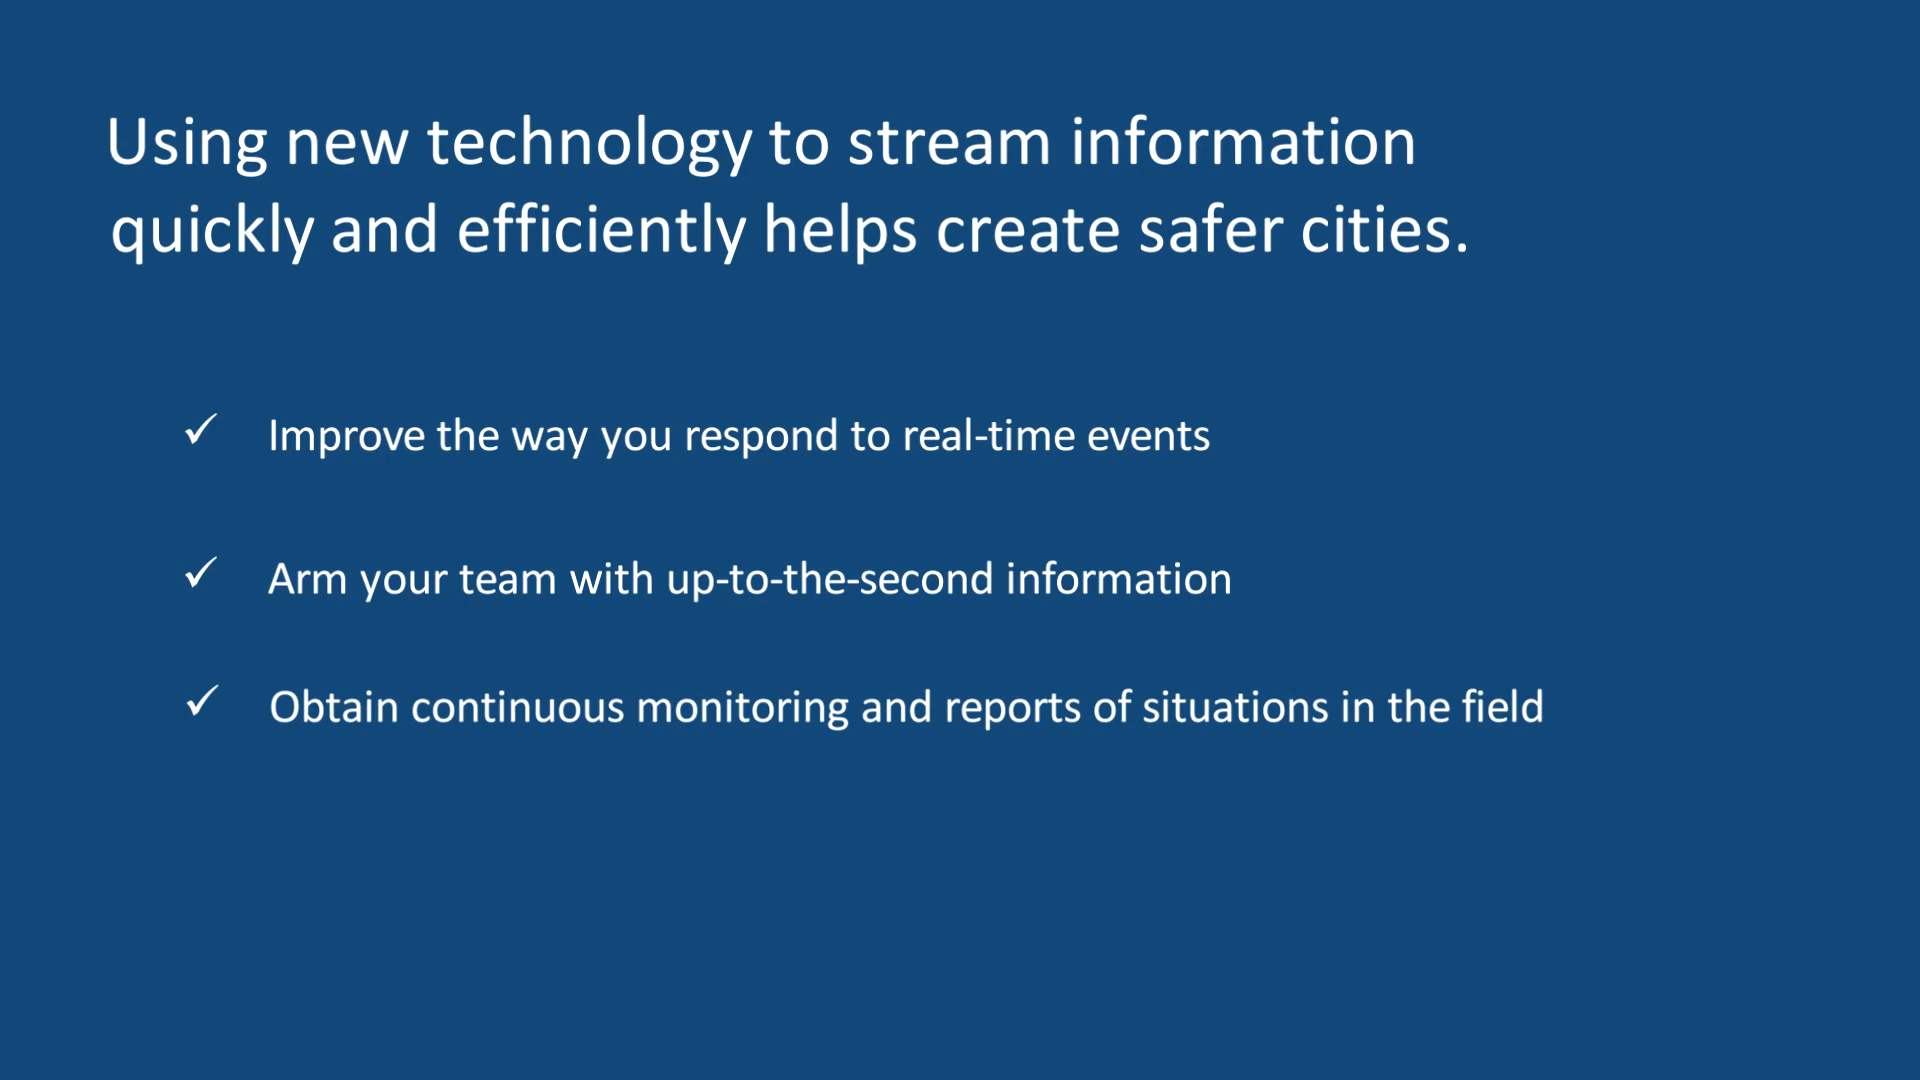 Using new technology to stream information
quickly and efficiently helps create safer cities.
✓ Improve the way you respond to real-time events
✓ Arm your team with up-to-the-second information
✓ Obtain continuous monitoring and reports of situations in the field